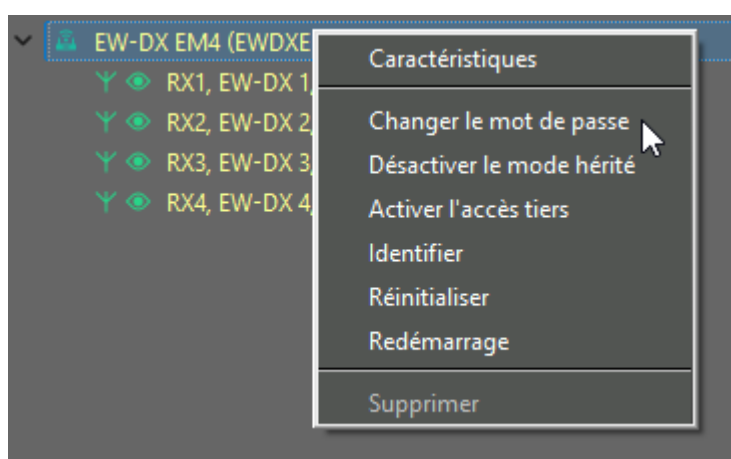 EW-DX EM4 (EWDXE
RX1, EW-DX 1,
RX2, EW-DX 2,
RX3, EW-DX 3,
RX4, EW-DX 4,
Caractéristiques
Changer le mot de passe
Désactiver le mode hérité
Activer l'accès tiers
Identifier
Réinitialiser
Redémarrage
Supprimer